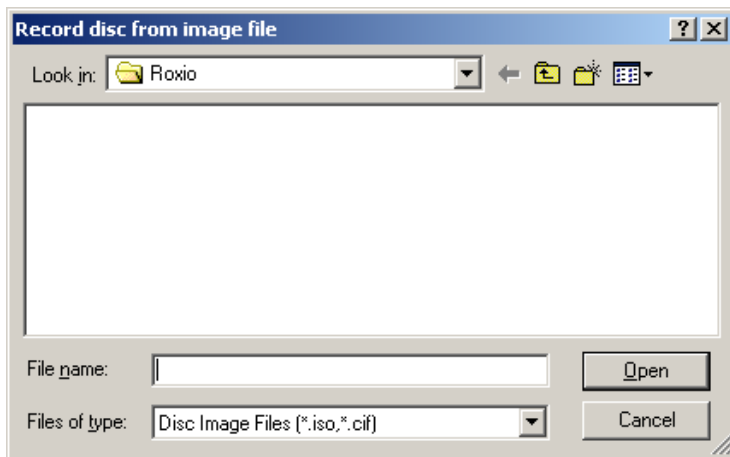 Record disc from image file
Look in: Roxio
File name: Open
Files of type: Disc Image Files (*.iso,*.cif) Cancel